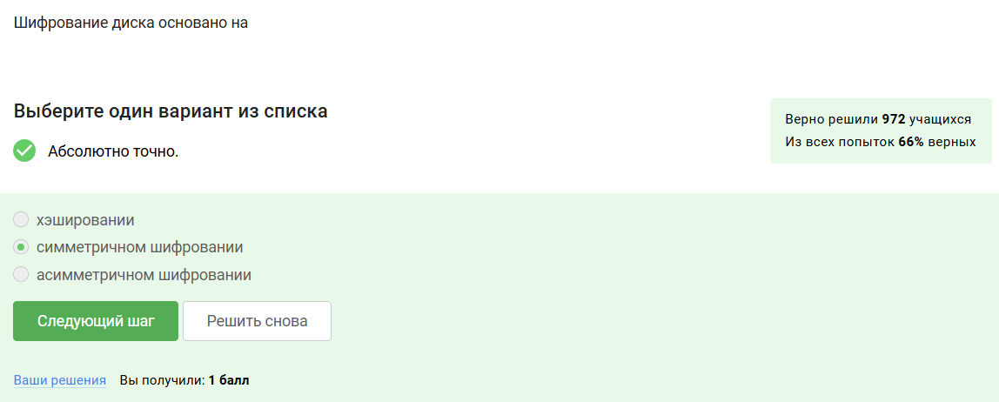 Шифрование диска основано на
Выберите один вариант из списка
Абсолютно точно.
Верно решили 972 учащихся
Из всех попыток 66% верных
хэшировании
симметричном шифровании
асимметричном шифровании
Следующий шаг
Решить снова
Ваши решения Вы получили: 1 балл